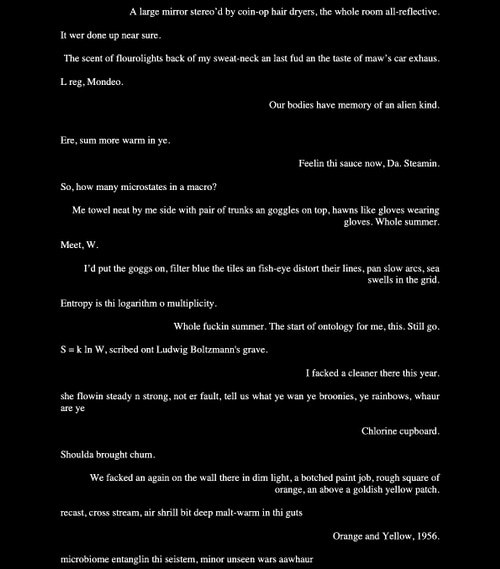 A large mirror stereo’d by coin-op hair dryers, the whole room all-reflective.
It wer done up near sure.
The scent of flourolights back of my sweat-neck an last fud an the taste of maw’s car exhaus.
L reg, Mondeo.
Our bodies have memory of an alien kind.
Ere, sum more warm in ye.
Feelin thi sauce now, Da. Steamin.
So, how many microstates in a macro?
Me towel neat by me side with pair of trunks an goggles on top, hawns like gloves wearing
gloves. Whole summer.
Meet, W.
I’d put the goggs on, filter blue the tiles an fish-eye distort their lines, pan slow arcs, sea
swells in the grid.
Entropy is thi logarithm o multiplicity.
Whole fuckin summer. The start of ontology for me, this. Still go.
S = k ln W, scribed ont Ludwig Boltzmann's grave.
I facked a cleaner there this year.
she flowin steady n strong, not er fault, tell us what ye wan ye broonies, ye rainbows, whaur
are ye
Chlorine cupboard.
Shoulda brought chum.
We facked an again on the wall there in dim light, a botched paint job, rough square of
orange, an above a goldish yellow patch.
recast, cross stream, air shrill bit deep malt-warm in thi guts
Orange and Yellow, 1956.
microbiome entanglin thi seistem, minor unseen wars aawhaur